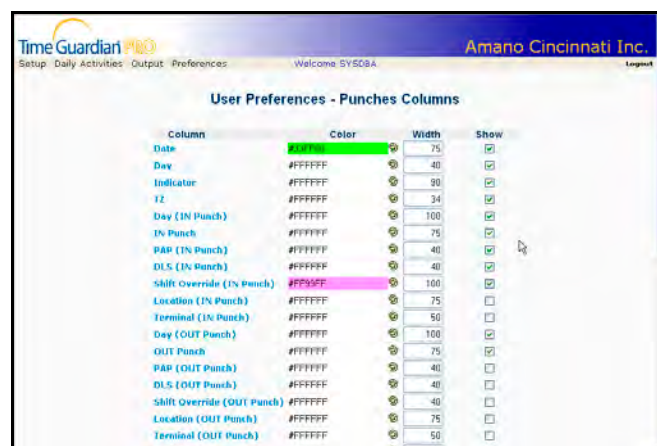 Time Guardian PRO
Amano Cincinnati Inc.
Setup Daily Activities Output Preferences Welcome SYSDBA Logout
User Preferences - Punches Columns
Column Color Width Show
Date 75
Day #FFFFFF 40
Indicator #FFFFFF 90
TZ #FFFFFF 34
Day (IN Punch) #FFFFFF 100
IN Punch #FFFFFF 75
PAP (IN Punch) #FFFFFF 40
DLS (IN Punch) #FFFFFF 40
Shift Override (IN Punch) #FF99FF 100
Location (IN Punch) #FFFFFF 75
Terminal (IN Punch) #FFFFFF 50
Day (OUT Punch) #FFFFFF 100
OUT Punch #FFFFFF 75
PAP (OUT Punch) #FFFFFF 40
DLS (OUT Punch) #FFFFFF 40
Shift Override (OUT Punch) #FFFFFF 40
Location (OUT Punch) #FFFFFF 75
Terminal (OUT Punch) #FFFFFF 50